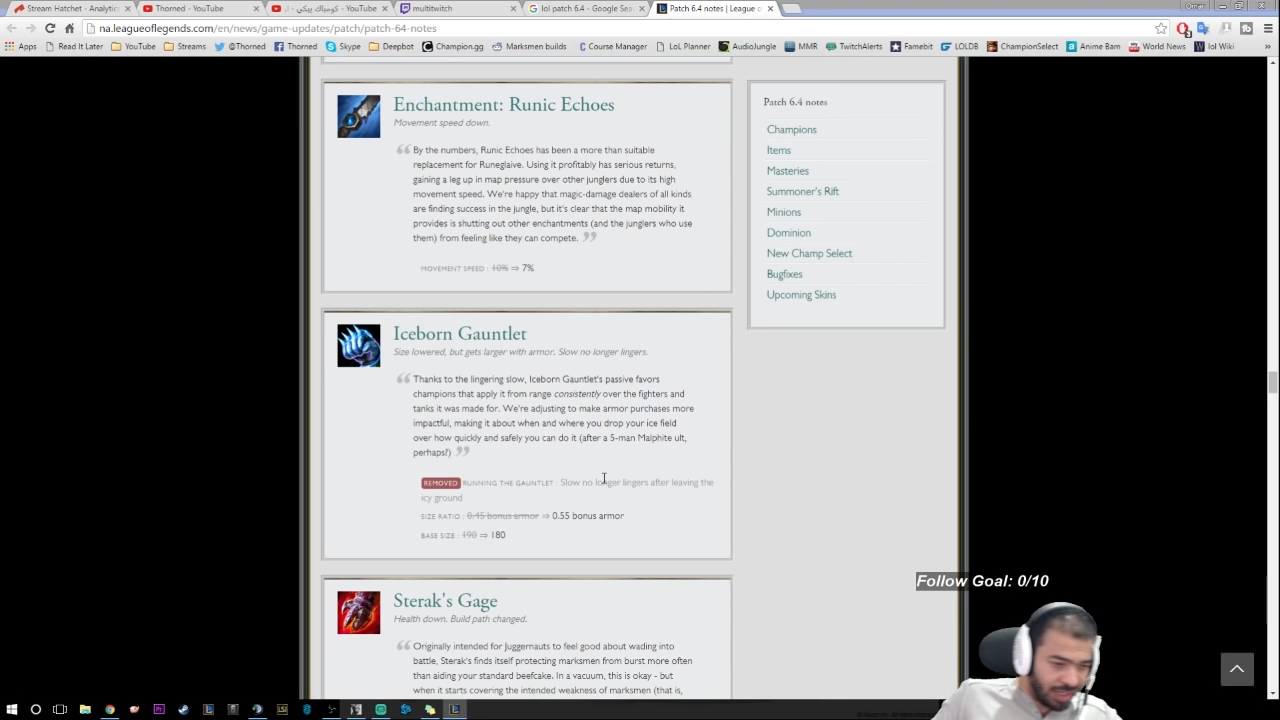 Stream Hatchet - Analytic
Thorned - YouTube
كومباك بيكي - ل - YouTube
multitwitch
lol patch 6.4 - Google Sea
Patch 6.4 notes | League o
Omer
na.leagueoflegends.com/en/news/game-updates/patch/patch-64-notes
Apps Read It Later YouTube Streams @Thorned Thorned Skype Deepbot Champion.gg Marksmen builds Course Manager LoL Planner AudioJungle MMR TwitchAlerts Famebit LOLDB ChampionSelect Anime Bam World News lol Wiki
Enchantment: Runic Echoes
Movement speed down.
By the numbers, Runic Echoes has been a more than suitable
replacement for Runeglaive. Using it profitably has serious returns,
gaining a leg up in map pressure over other junglers due to its high
movement speed. We're happy that magic-damage dealers of all kinds
are finding success in the jungle, but it's clear that the map mobility it
provides is shutting out other enchantments (and the junglers who use
them) from feeling like they can compete.
MOVEMENT SPEED : 10% ⇒ 7%
Patch 6.4 notes
Champions
Items
Masteries
Summoner's Rift
Minions
Dominion
New Champ Select
Bugfixes
Upcoming Skins
Iceborn Gauntlet
Size lowered, but gets larger with armor. Slow no longer lingers.
Thanks to the lingering slow, Iceborn Gauntlet's passive favors
champions that apply it from range consistently over the fighters and
tanks it was made for. We're adjusting to make armor purchases more
impactful, making it about when and where you drop your ice field
over how quickly and safely you can do it (after a 5-man Malphite ult,
perhaps?)
REMOVED RUNNING THE GAUNTLET : Slow no longer lingers after leaving the
icy ground
SIZE RATIO : 0.45 bonus armor ⇒ 0.55 bonus armor
BASE SIZE : 190 ⇒ 180
Sterak's Gage
Health down. Build path changed.
Originally intended for Juggernauts to feel good about wading into
battle, Sterak's finds itself protecting marksmen from burst more often
than aiding your standard beefcake. In a vacuum, this is okay - but
when it starts covering the intended weakness of marksmen (that is,
Follow Goal: 0/10